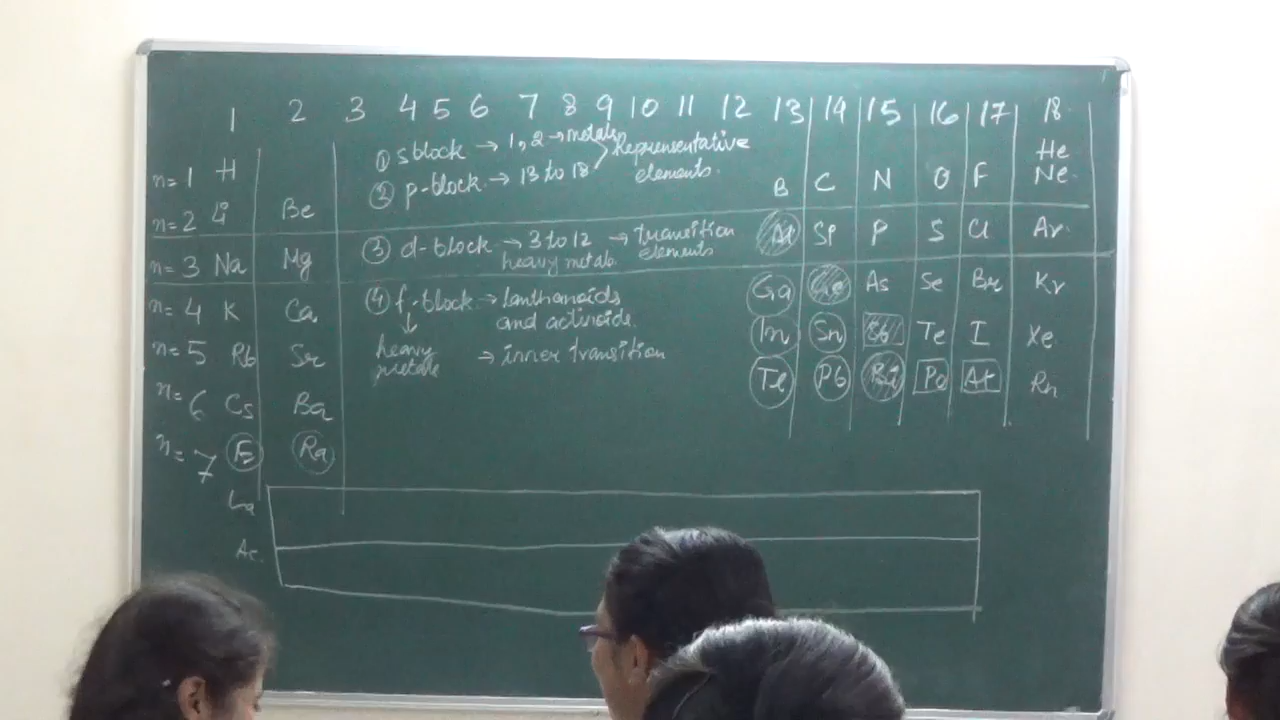 1 2 3 4 5 6 7 8 9 10 11 12 13 14 15 16 17 18
① s block → 1, 2 → metals
Reprensentative elements
He
n=1 H
② p-block → 13 to 18
B C N O F Ne
n=2 Li Be
③ d-block → 3 to 12 → transition elements
heavy metals
Al Si P S Cl Ar
n=3 Na Mg
④ f-block → lanthanoids
and actinoids
Ga Ge As Se Br Kr
n=4 K Ca
↓
heavy metals → inner transition
In Sn Sb Te I Xe
n=5 Rb Sr
Te Pb Bi Po At Rn
n=6 Cs Ba
n=7 Ra
La
Ac